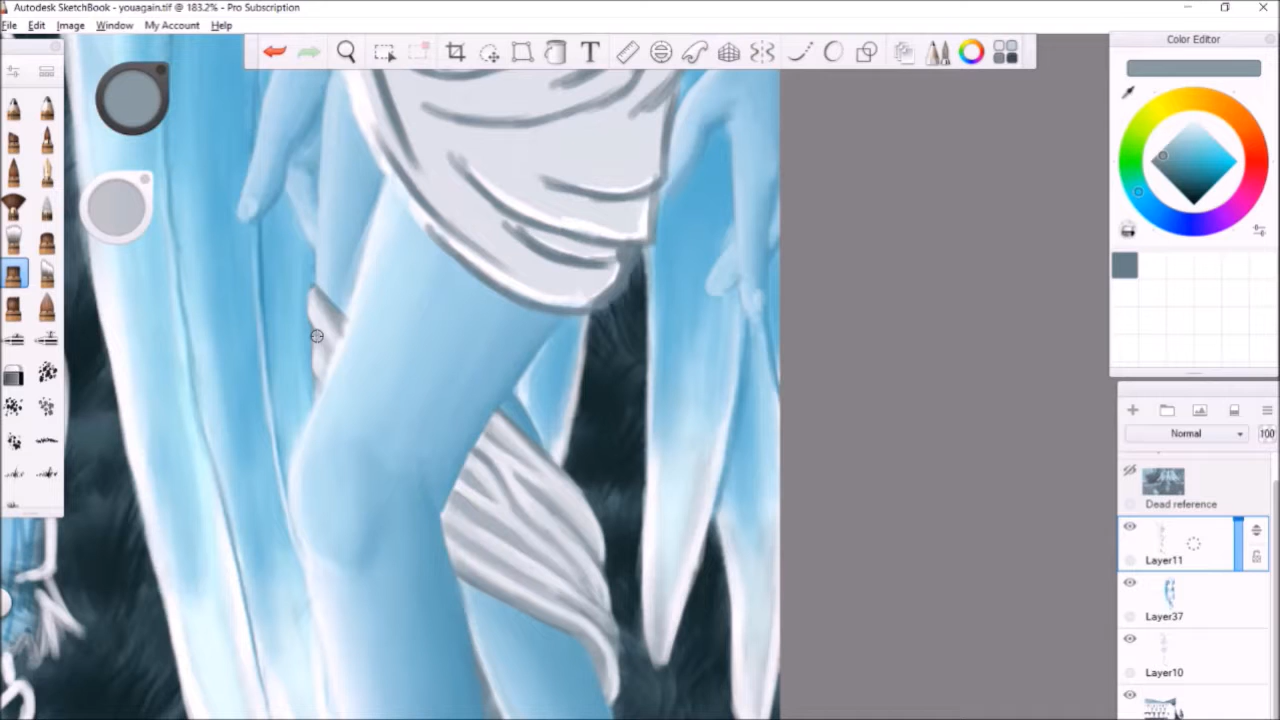 Autodesk SketchBook - youagain.tif @ 183.2% - Pro Subscription
File Edit Image Window My Account Help
T
Color Editor
Normal 100
Dead reference
Layer11
Layer37
Layer10